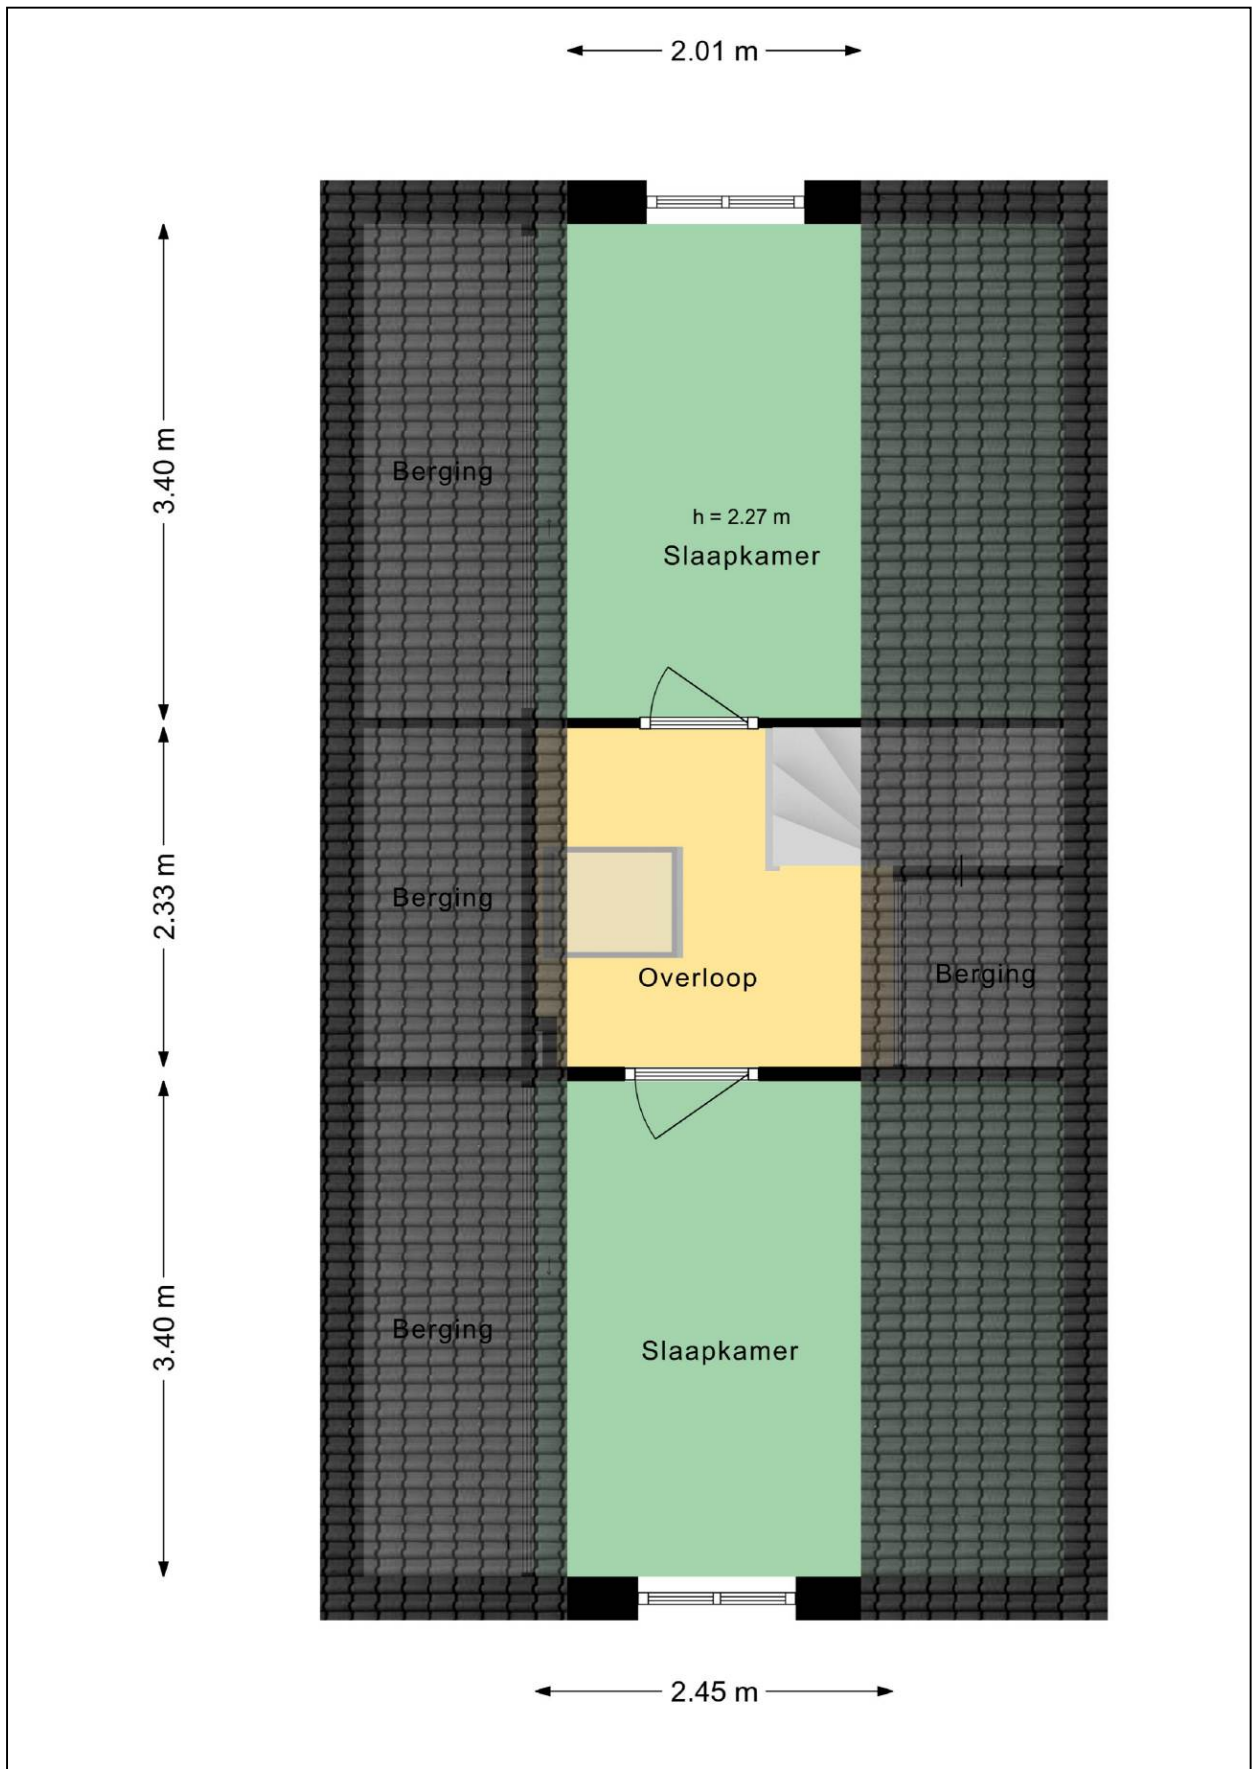 2.01 m
3.40 m
Berging
h = 2.27 m
Slaapkamer
2.33 m
Berging
Overloop
Berging
3.40 m
Berging
Slaapkamer
2.45 m